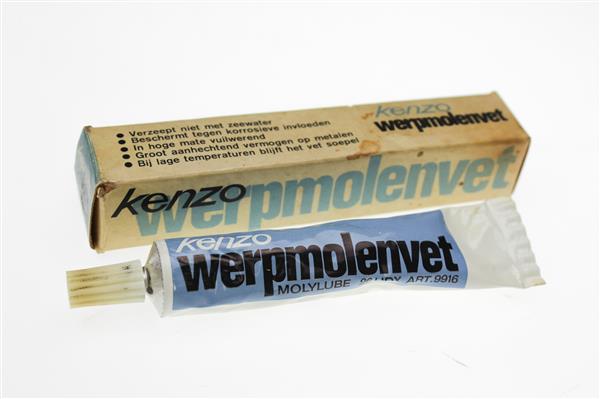 • Verzeept niet met zeewater
• Beschermt tegen korrosieve invloeden
• In hoge mate vuilwerend
• Groot aanhechtend vermogen op metalen
• Bij lage temperaturen blijft het vet soepel
kenzo
werpmolenvet
kenzo
werpmolenvet
kenzo
werpmolenvet
MOLYLUBE ART. 9916